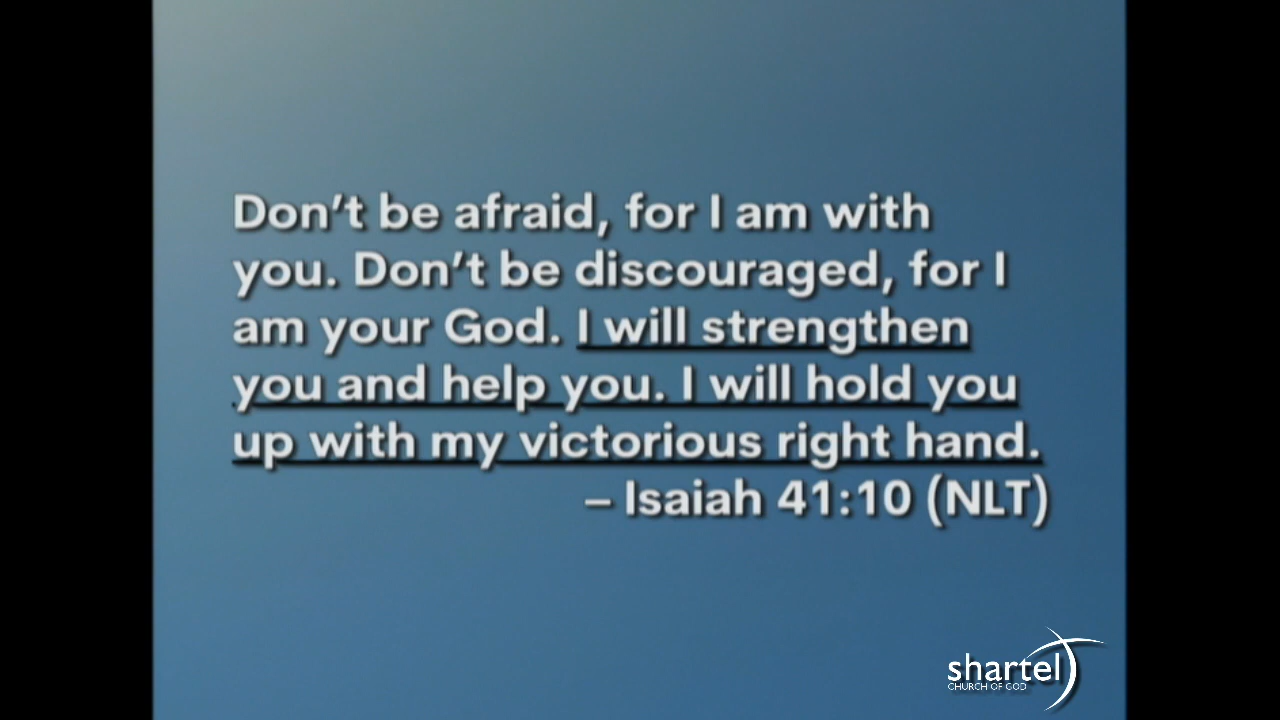 Don't be afraid, for I am with
you. Don't be discouraged, for I
am your God. I will strengthen
you and help you. I will hold you
up with my victorious right hand.
– Isaiah 41:10 (NLT)
shartel
CHURCH OF GOD